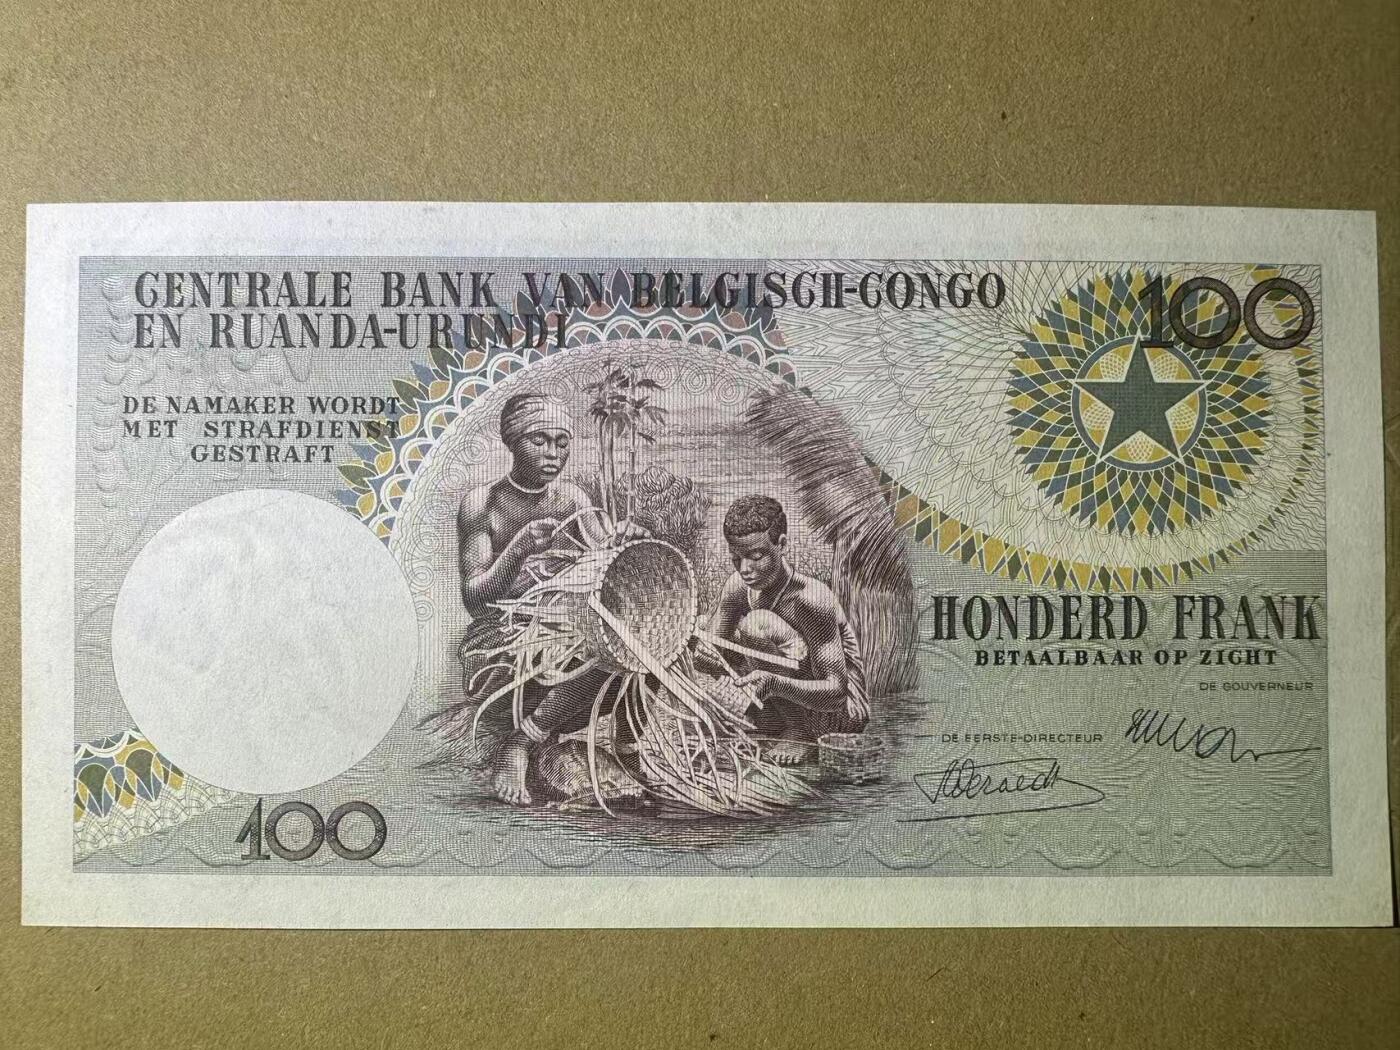 CENTRALE BANK VAN BELGISCH-CONGO
EN RUANDA-URUNDI
100
DE NAMAKER WORDT
MET STRAFDIENST
GESTRAFT
HONDERD FRANK
BETAALBAAR OP ZICHT
DE GOUVERNEUR
DE EERSTE-DIRECTEUR
100